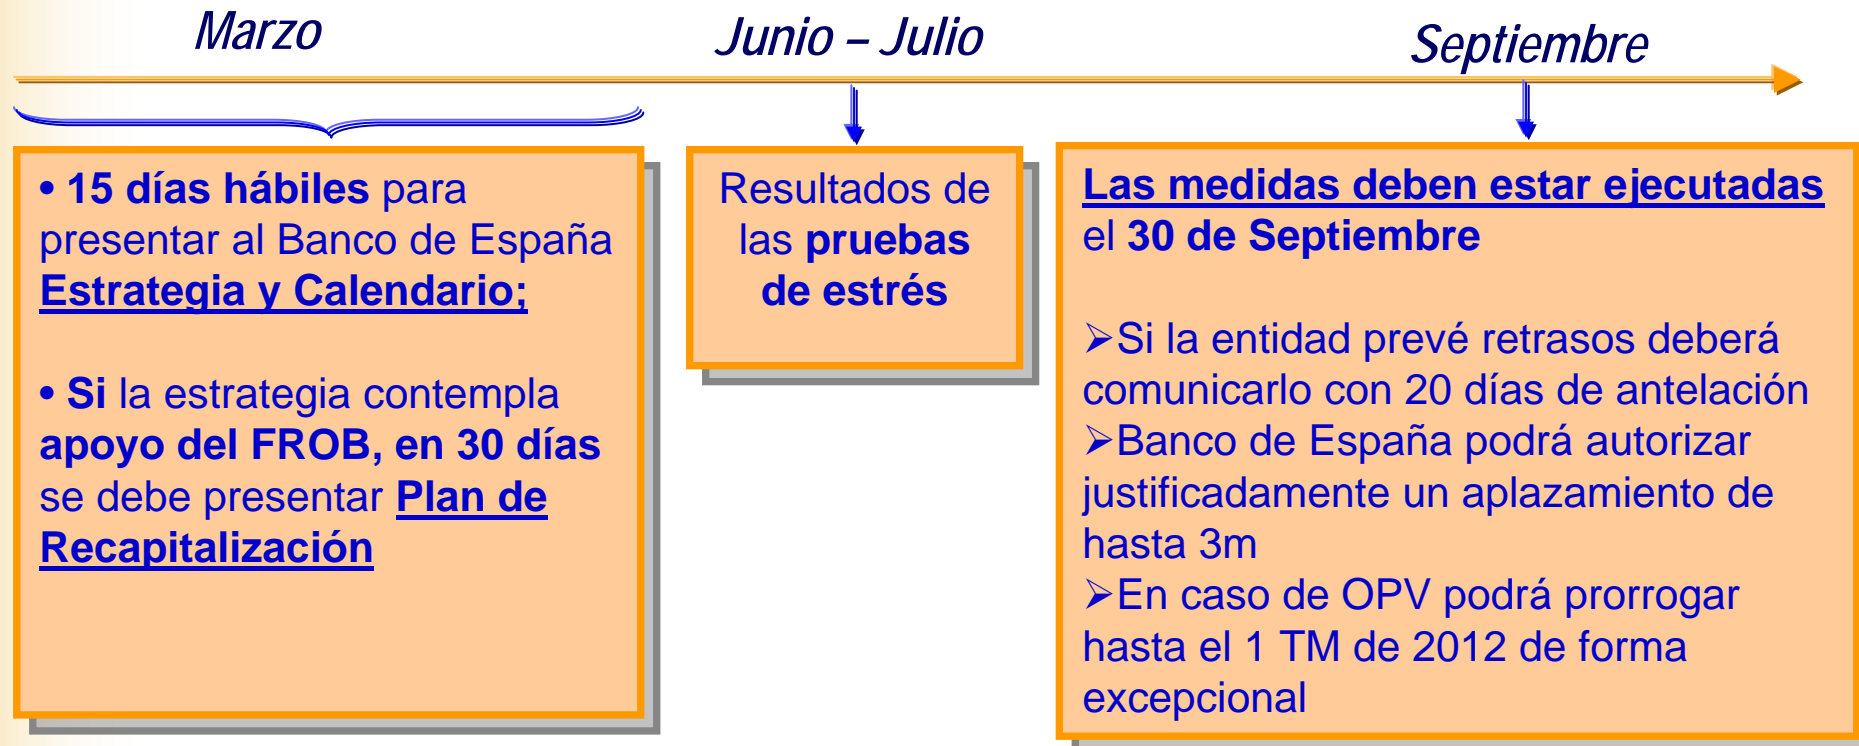 Marzo
Junio – Julio
Septiembre
• 15 días hábiles para
presentar al Banco de España
Estrategia y Calendario;
• Si la estrategia contempla
apoyo del FROB, en 30 días
se debe presentar Plan de
Recapitalización
Resultados de
las pruebas
de estrés
Las medidas deben estar ejecutadas
el 30 de Septiembre
➢Si la entidad prevé retrasos deberá
comunicarlo con 20 días de antelación
➢Banco de España podrá autorizar
justificadamente un aplazamiento de
hasta 3m
➢En caso de OPV podrá prorrogar
hasta el 1 TM de 2012 de forma
excepcional